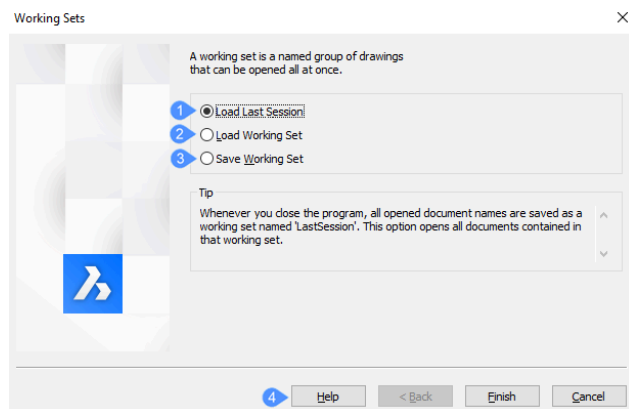 Working Sets
A working set is a named group of drawings
that can be opened all at once.
1 Load Last Session
2 Load Working Set
3 Save Working Set
Tip
Whenever you close the program, all opened document names are saved as a
working set named 'LastSession'. This option opens all documents contained in
that working set.
4 Help < Back Finish Cancel